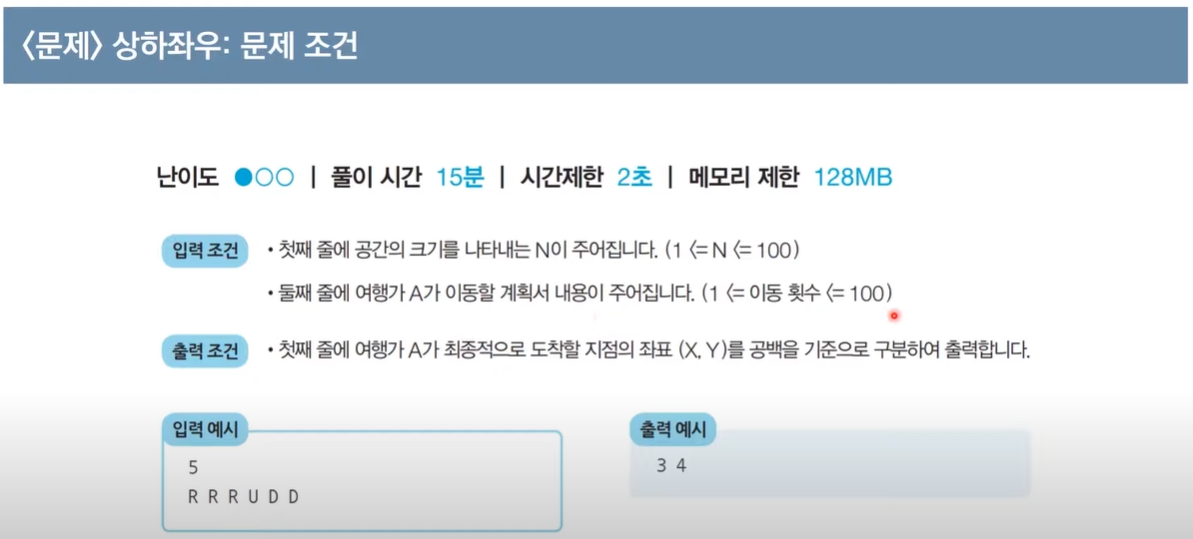 <문제> 상하좌우: 문제 조건
난이도 ●○○ | 풀이 시간 15분 | 시간제한 2초 | 메모리 제한 128MB
입력 조건 • 첫째 줄에 공간의 크기를 나타내는 N이 주어집니다. (1 <= N <= 100)
• 둘째 줄에 여행가 A가 이동할 계획서 내용이 주어집니다. (1 <= 이동 횟수 <= 100)
출력 조건 • 첫째 줄에 여행가 A가 최종적으로 도착할 지점의 좌표 (X, Y)를 공백을 기준으로 구분하여 출력합니다.
입력 예시
5
R R R U D D
출력 예시
3 4